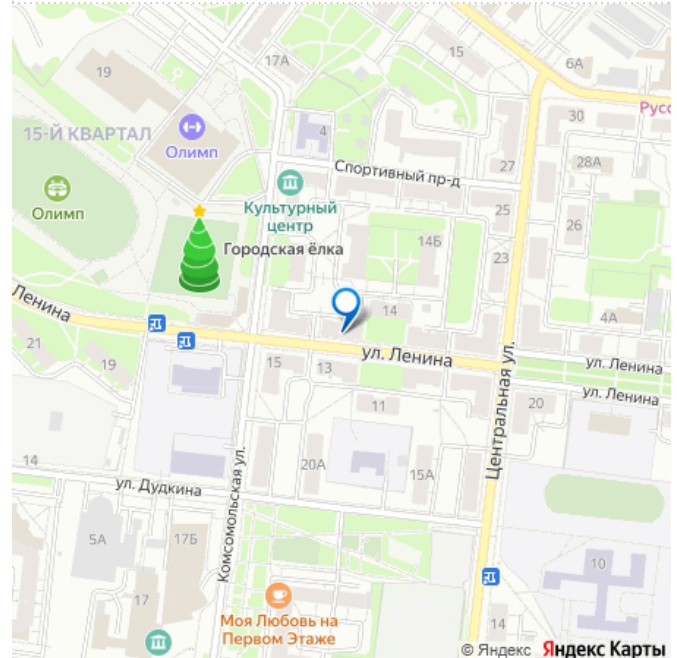 17А
15
6А
19
15-Й КВАРТАЛ
Олимп
4
30
Русс
Спортивный пр-д
27
28А
Олимп
Культурный
центр
25
26
Городская ёлка
14Б
23
Ленина
14
4А
21
19
15
13
ул. Ленина
ул. Ленина
ул. Ленина
11
20
Центральная ул.
14
20А
15А
ул. Дудкина
Комсомольская ул.
5А
17Б
10
17
Моя Любовь на
Первом Этаже
14
© Яндекс Яндекс Карты